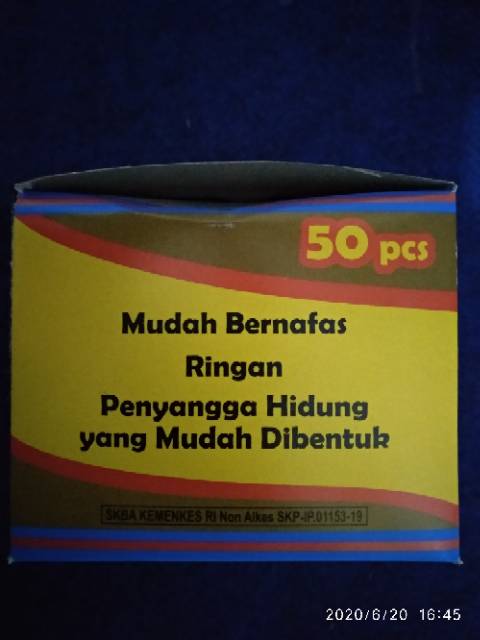 50 pcs
Mudah Bernafas
Ringan
Penyangga Hidung
yang Mudah Dibentuk
SKBA KEMENKES RI Non Alkes SKP-IP.01153-19
2020/6/20 16:45